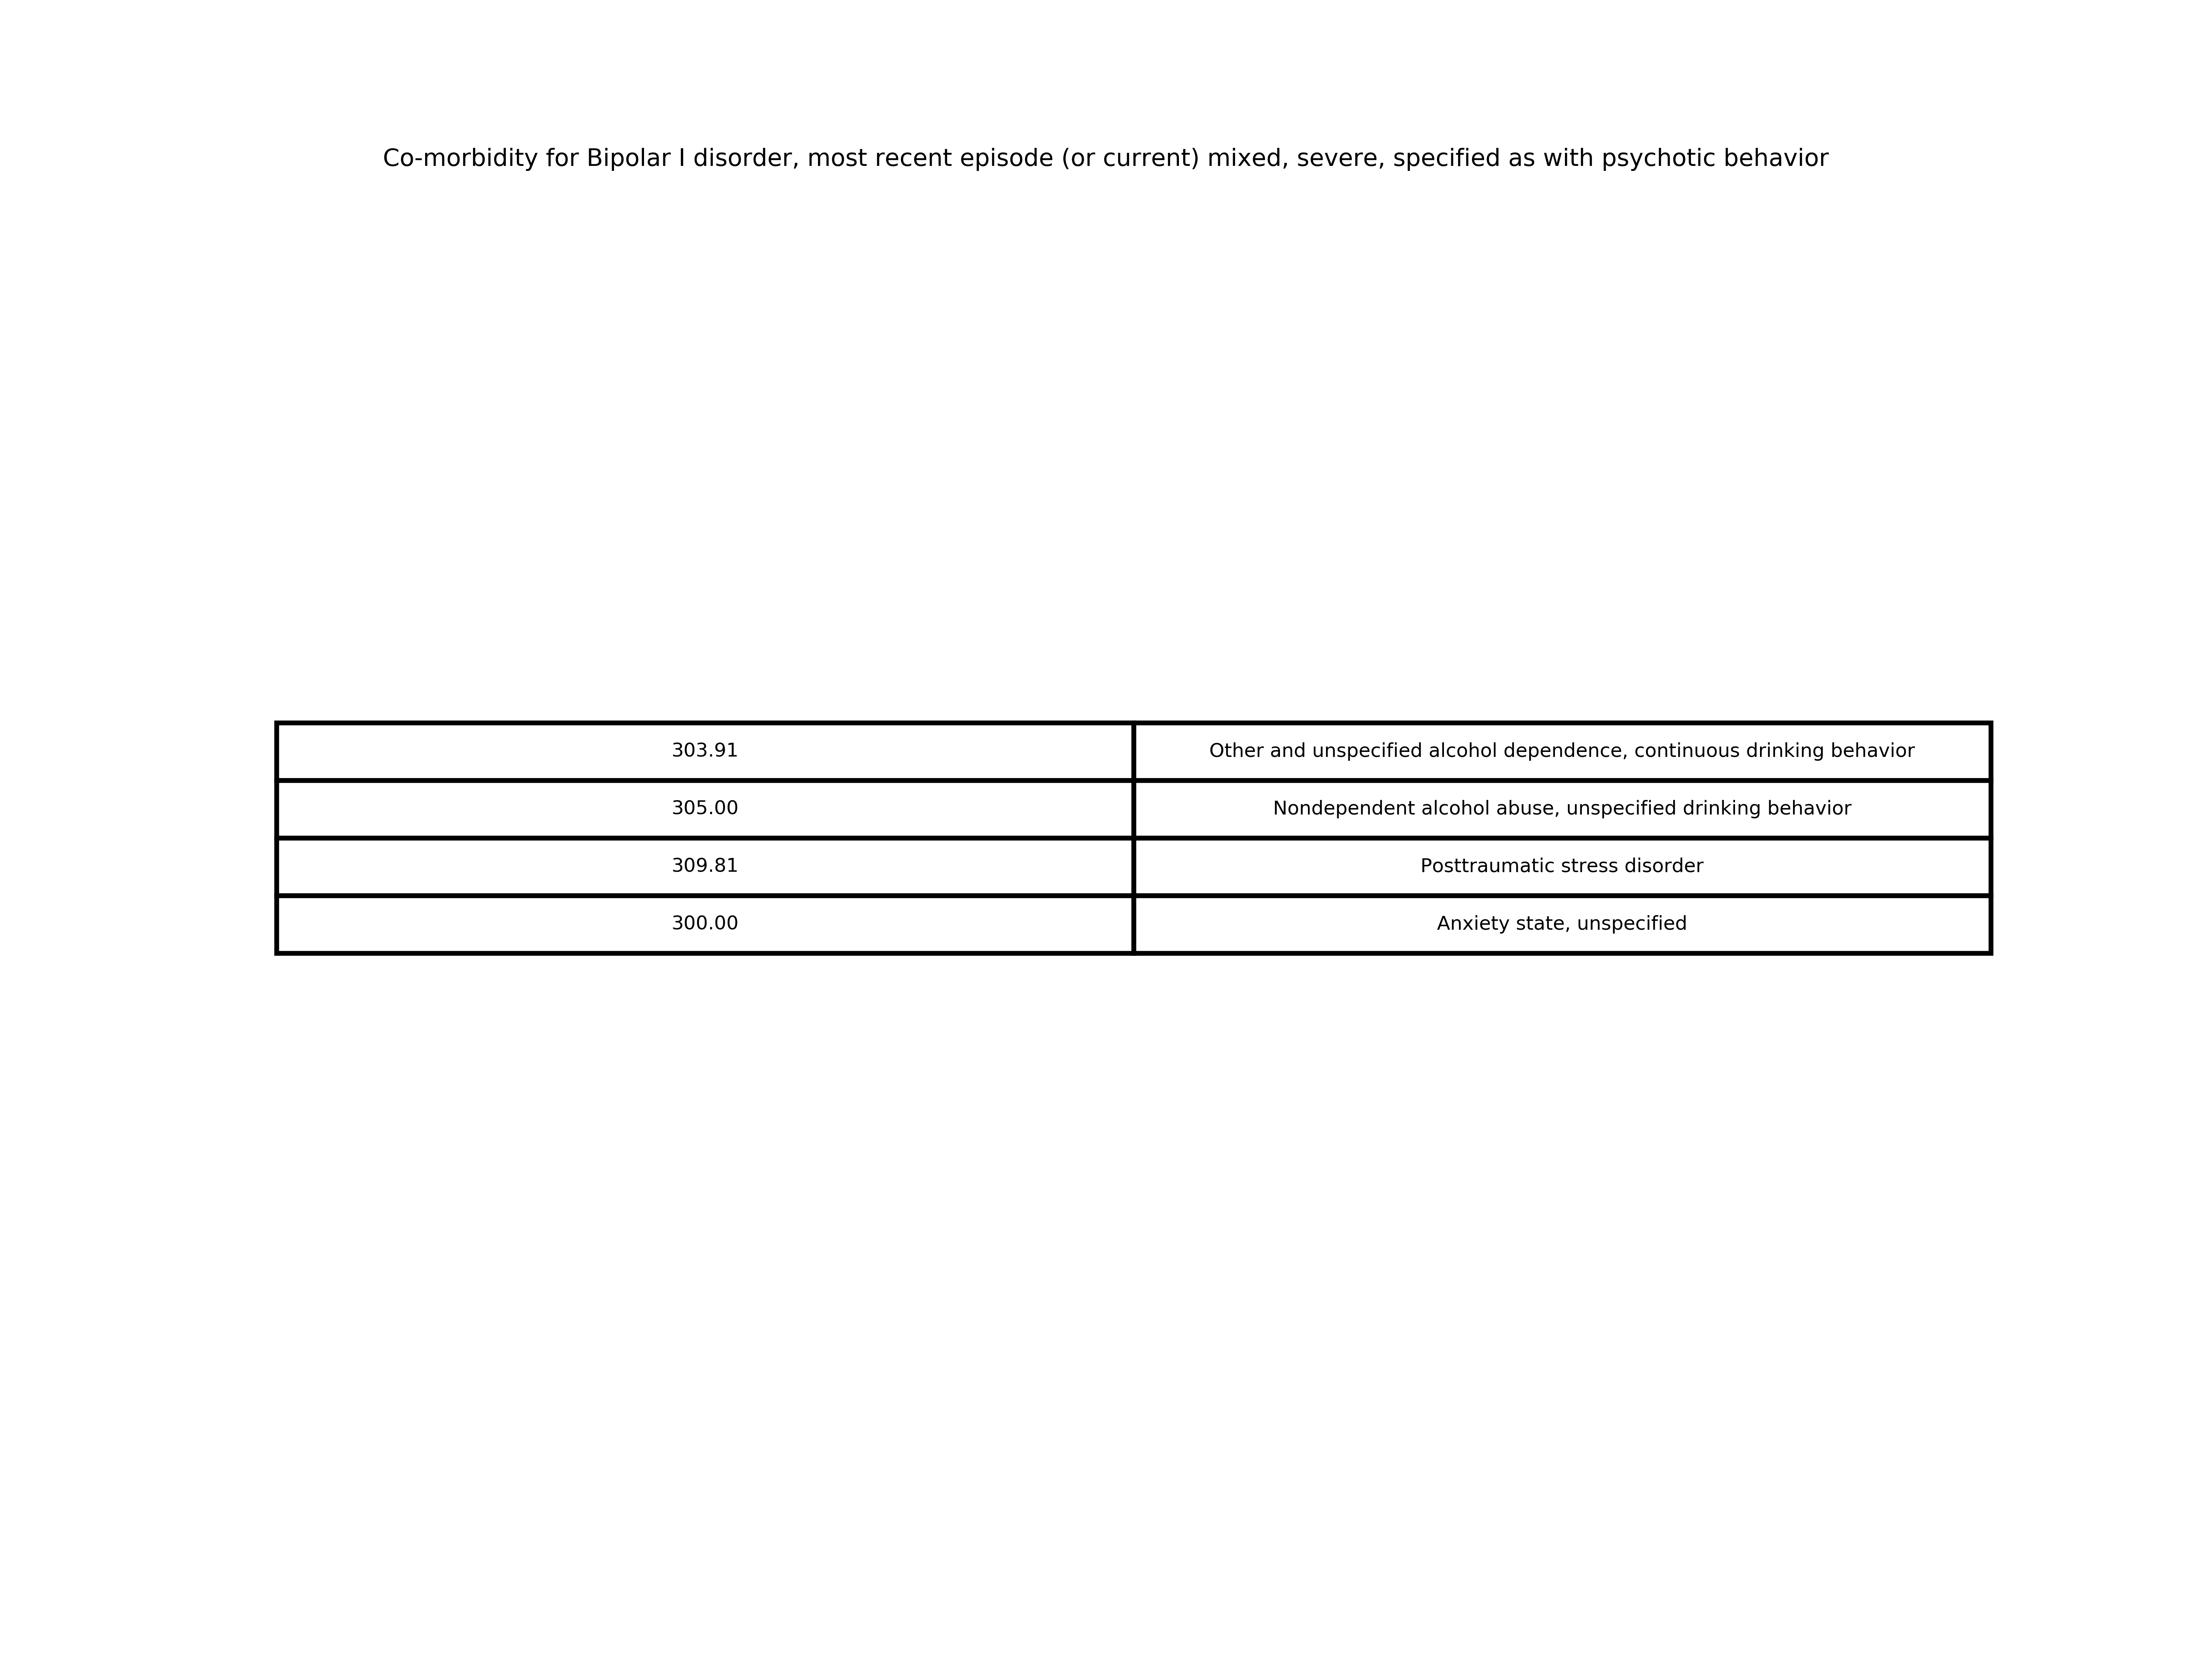 Co-morbidity for Bipolar I disorder, most recent episode (or current) mixed, severe, specified as with psychotic behavior
303.91 Other and unspecified alcohol dependence, continuous drinking behavior
305.00 Nondependent alcohol abuse, unspecified drinking behavior
309.81 Posttraumatic stress disorder
300.00 Anxiety state, unspecified